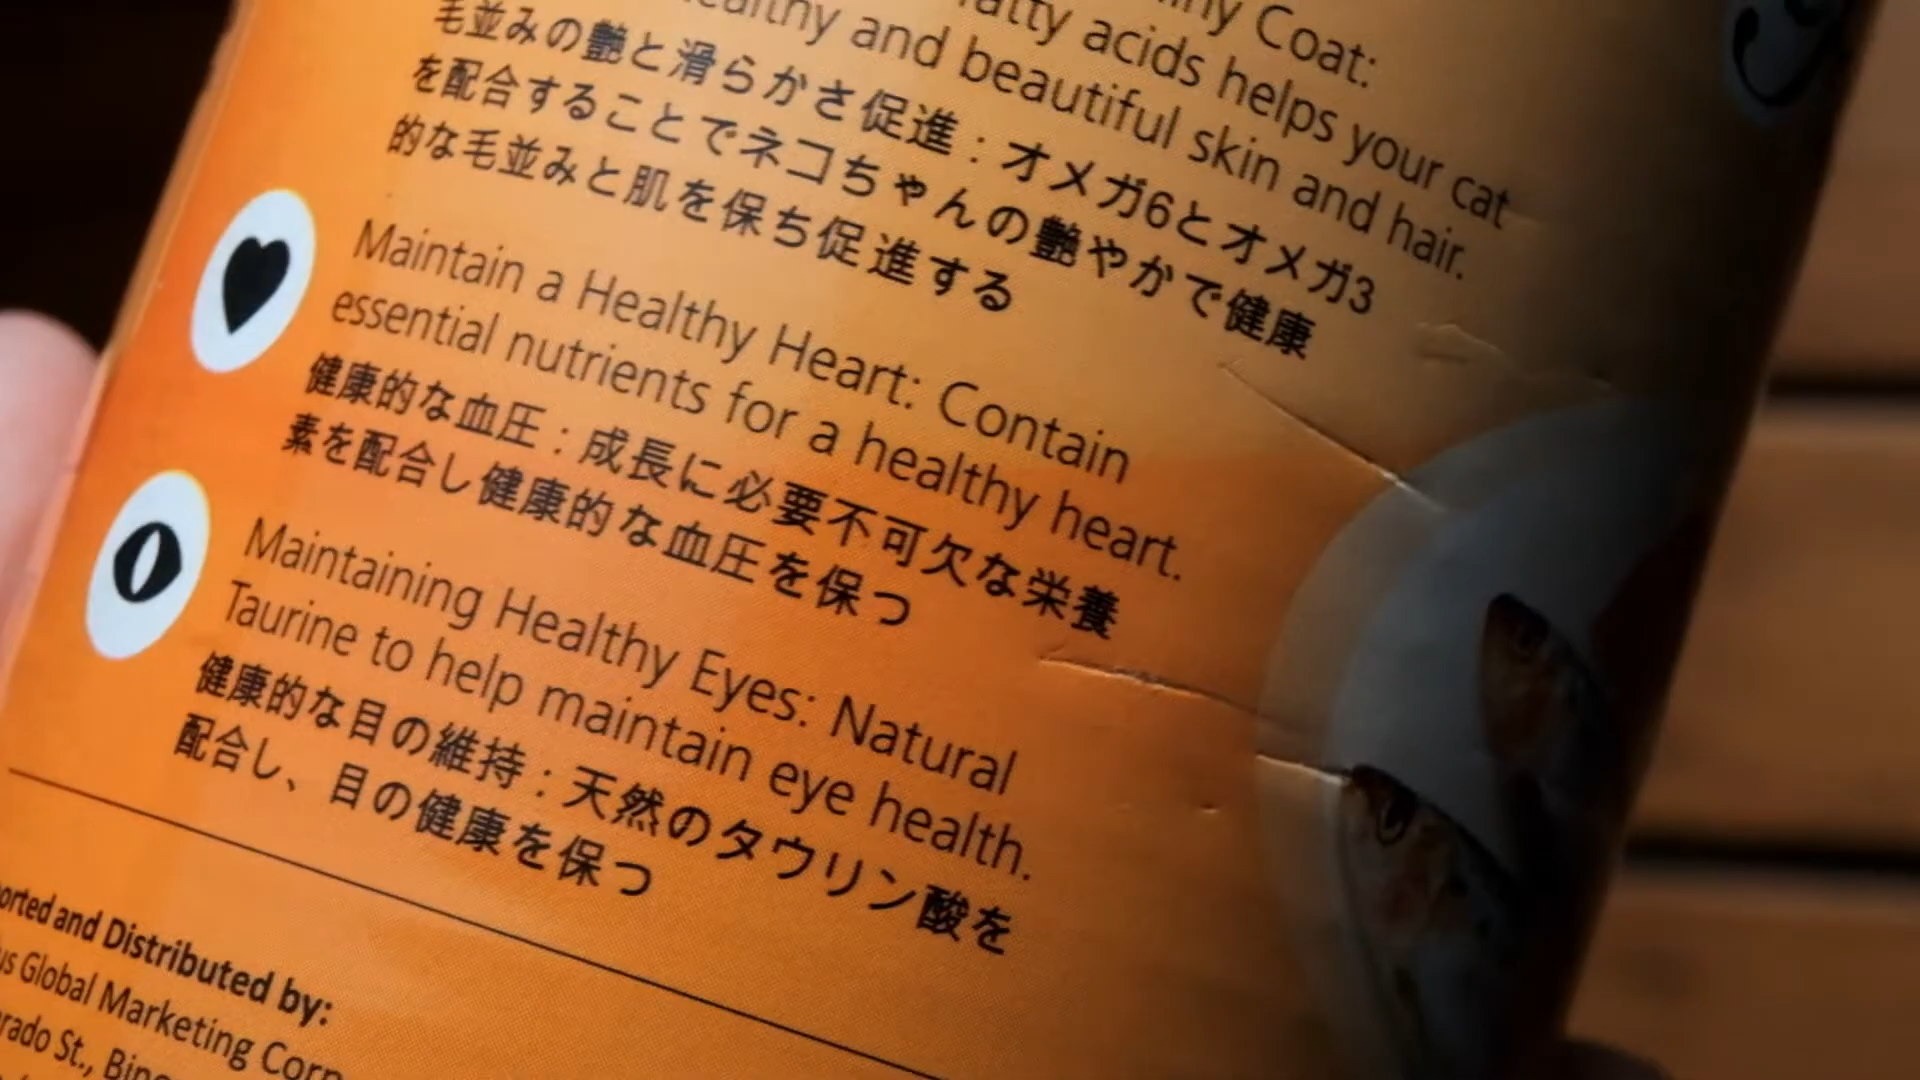 Coat:
fatty acids helps your cat
healthy and beautiful skin and hair.
毛並みの艶と滑らかさ促進:オメガ6とオメガ3
を配合することでネコちゃんの艶やかで健康
的な毛並みと肌を保ち促進する
Maintain a Healthy Heart: Contain
essential nutrients for a healthy heart.
健康的な血圧:成長に必要不可欠な栄養
素を配合し健康的な血圧を保つ
Maintaining Healthy Eyes: Natural
Taurine to help maintain eye health.
健康的な目の維持:天然のタウリン酸を
配合し、目の健康を保つ
and Distributed by:
Global Marketing Corp
St.,